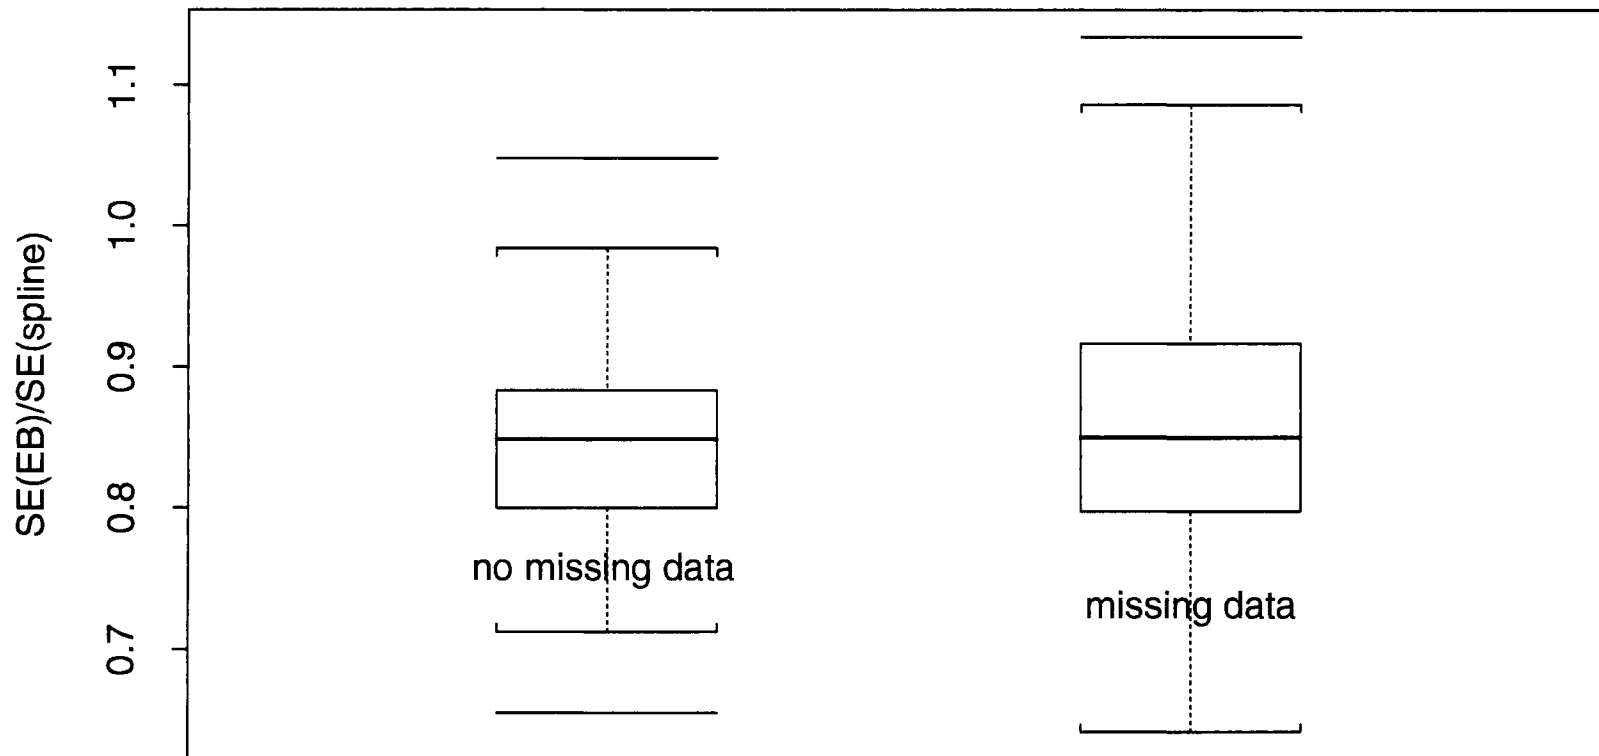 SE(EB)/SE(spline)
1.1
1.0
0.9
0.8
0.7
no missing data
missing data